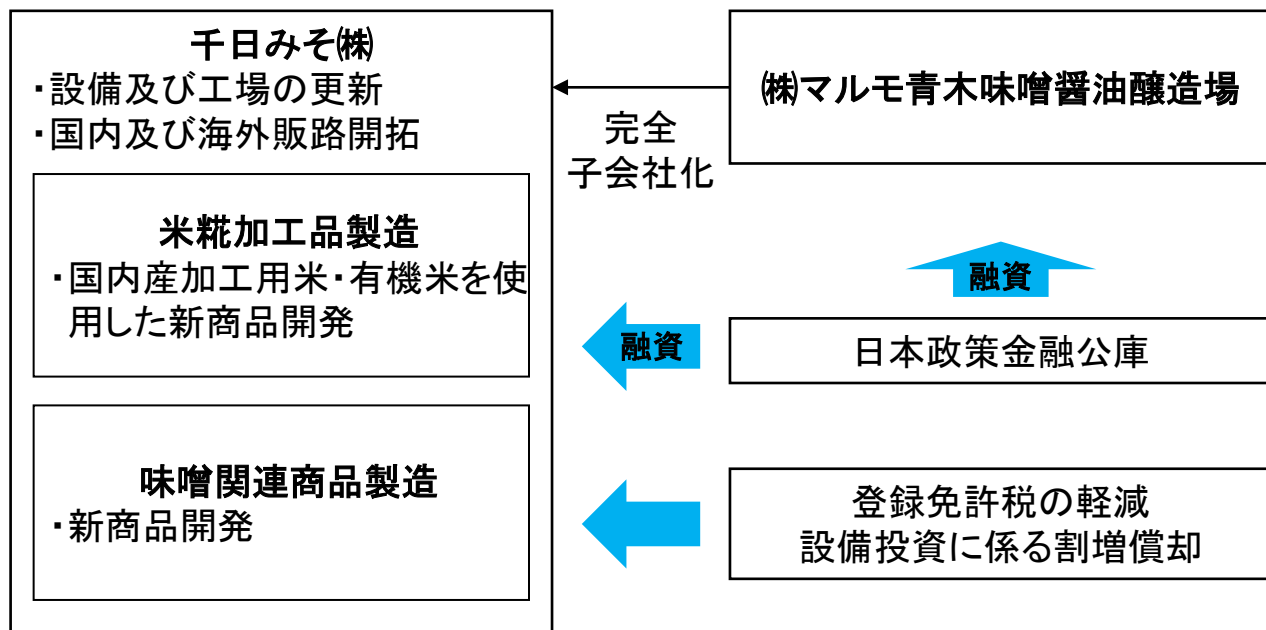 千日みそ㈱
・設備及び工場の更新
・国内及び海外販路開拓
米糀加工品製造
・国内産加工用米・有機米を使
用した新商品開発
味噌関連商品製造
・新商品開発
完全
子会社化
㈱マルモ青木味噌醤油醸造場
融資
融資
日本政策金融公庫
登録免許税の軽減
設備投資に係る割増償却